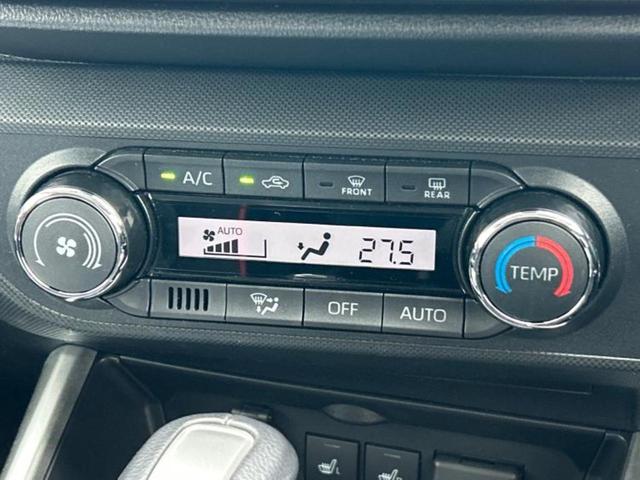 A/C
FRONT
REAR
AUTO
27.5
TEMP
OFF
AUTO
L